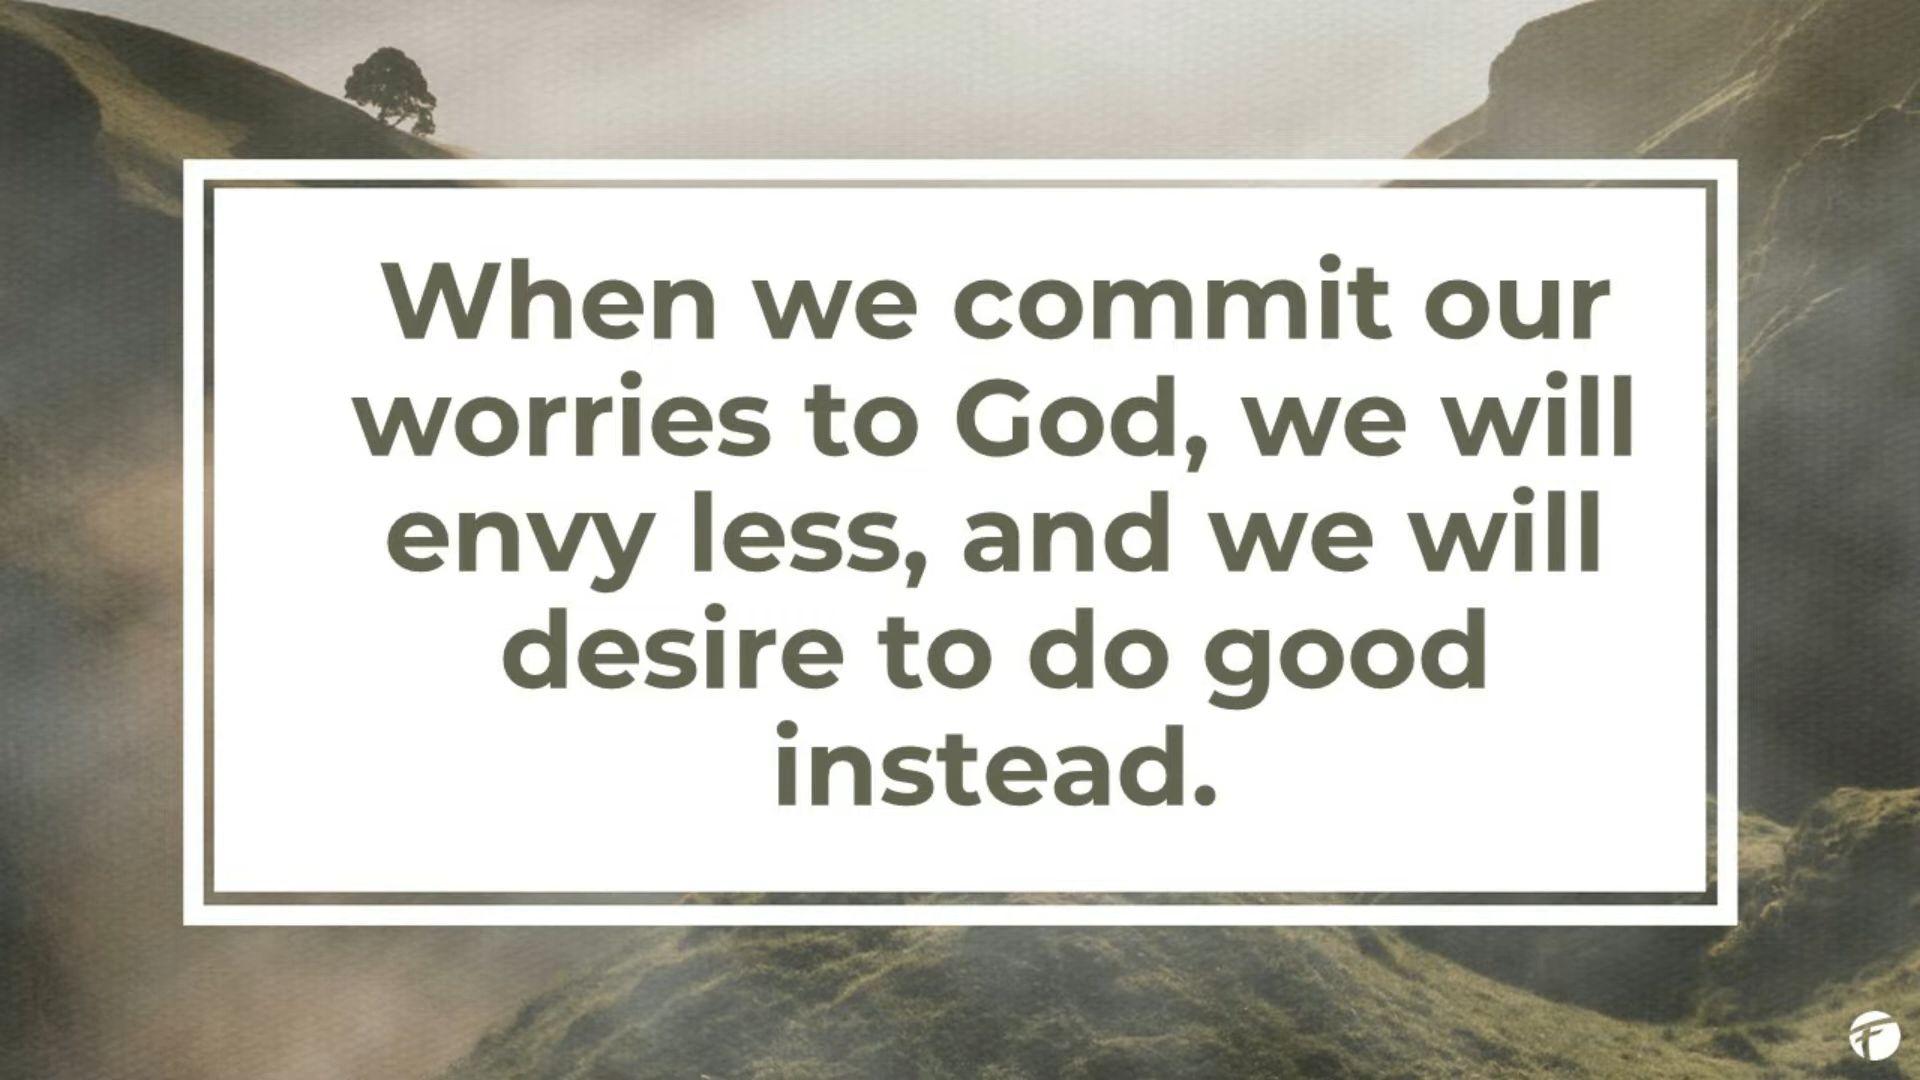 When we commit our
worries to God, we will
envy less, and we will
desire to do good
instead.